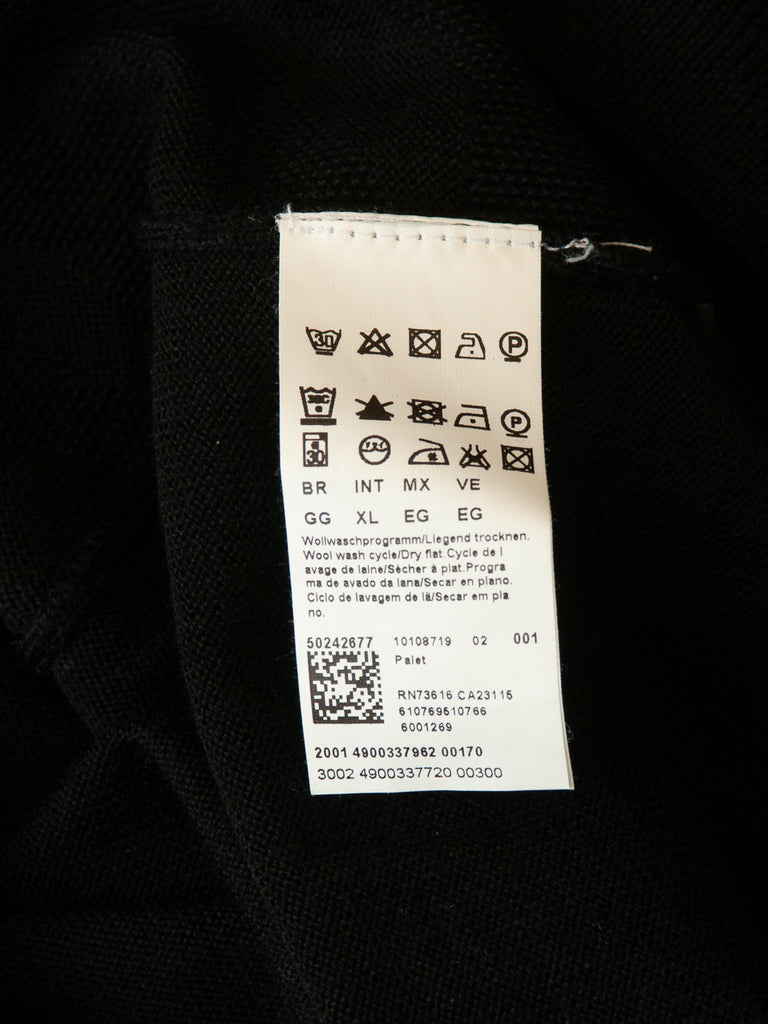 30
P
30C
P
30
BR INT MX VE
GG XL EG EG
Wollwaschprogramm/Liegend trocknen.
Wool wash cycle/Dry flat.Cycle de l
avage de laine/Sècher à plat.Progra
ma de avado da lana/Secar en plano.
Ciclo de lavagem de lã/Secar em pla
no.
50242677 10108719 02 001
Palet
RN73616 CA23115
610769510766
6001269
2001 4900337962 00170
3002 4900337720 00300